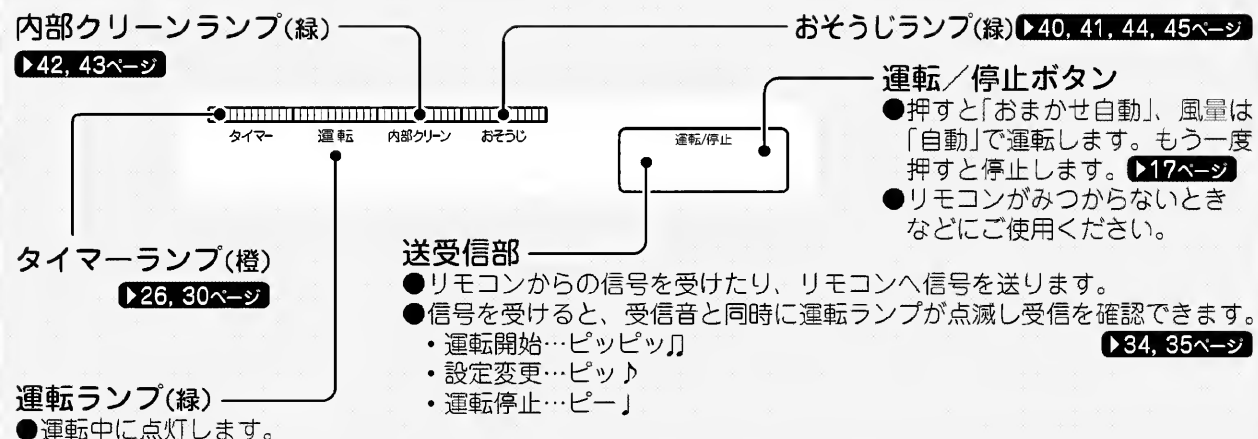 内部クリーンランプ(緑)
▶42, 43ページ
おそうじランプ(緑)▶40, 41, 44, 45ページ
タイマー 運転 内部クリーン おそうじ
運転/停止
運転／停止ボタン
●押すと「おまかせ自動」、風量は
「自動」で運転します。もう一度
押すと停止します。▶17ページ
●リモコンがみつからないとき
などにご使用ください。
タイマーランプ(橙)
▶26, 30ページ
送受信部
●リモコンからの信号を受けたり、リモコンへ信号を送ります。
●信号を受けると、受信音と同時に運転ランプが点滅し受信を確認できます。
・運転開始…ピッピッ♫
▶34, 35ページ
・設定変更…ピッ♪
・運転停止…ピー♩
運転ランプ(緑)
●運転中に点灯します。